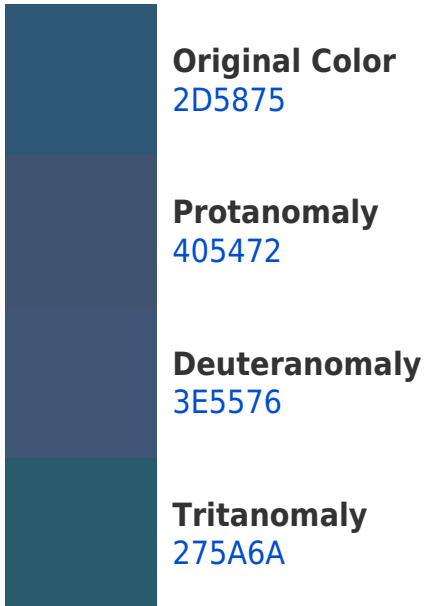 Original Color
2D5875
Protanomaly
405472
Deuteranomaly
3E5576
Tritanomaly
275A6A